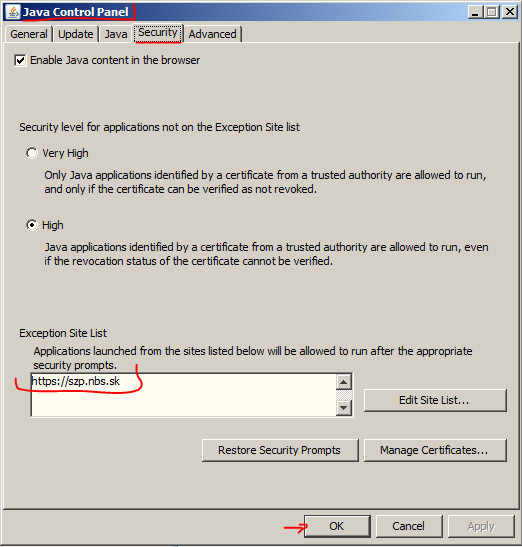 Java Control Panel
General Update Java Security Advanced
Enable Java content in the browser
Security level for applications not on the Exception Site list
Very High
Only Java applications identified by a certificate from a trusted authority are allowed to run,
and only if the certificate can be verified as not revoked.
High
Java applications identified by a certificate from a trusted authority are allowed to run, even
if the revocation status of the certificate cannot be verified.
Exception Site List
Applications launched from the sites listed below will be allowed to run after the appropriate
security prompts.
https://szp.nbs.sk
Edit Site List...
Restore Security Prompts Manage Certificates...
OK Cancel Apply